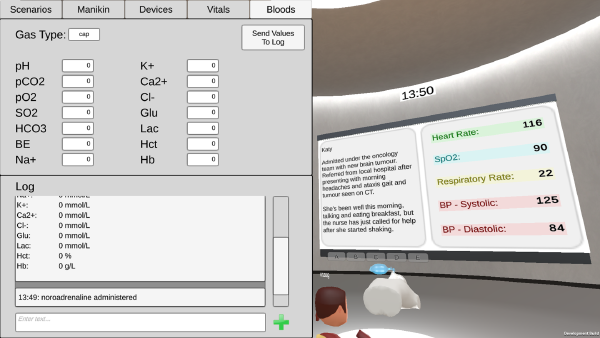 Scenarios Manikin Devices Vitals Bloods
Gas Type: cap
Send Values
To Log
pH 0 K+ 0
pCO2 0 Ca2+ 0
pO2 0 Cl- 0
SO2 0 Glu 0
HCO3 0 Lac 0
BE 0 Hct 0
Na+ 0 Hb 0
Log
K+: 0 mmol/L
Ca2+: 0 mmol/L
Cl-: 0 mmol/L
Glu: 0 mmol/L
Lac: 0 mmol/L
Hct: 0 %
Hb: 0 g/L
13:49: noroadrenaline administered
Enter text...
13:50
Katy
Admitted under the oncology
team with new brain tumour.
Referred from local hospital after
presenting with morning
headaches and ataxis gait and
tumour seen on CT.
She's been well this morning,
talking and eating breakfast, but
the nurse has just called for help
after she started shaking.
Heart Rate: 116
SpO2: 90
Respiratory Rate: 22
BP - Systolic: 125
BP - Diastolic: 84
A B C D E
Development Build